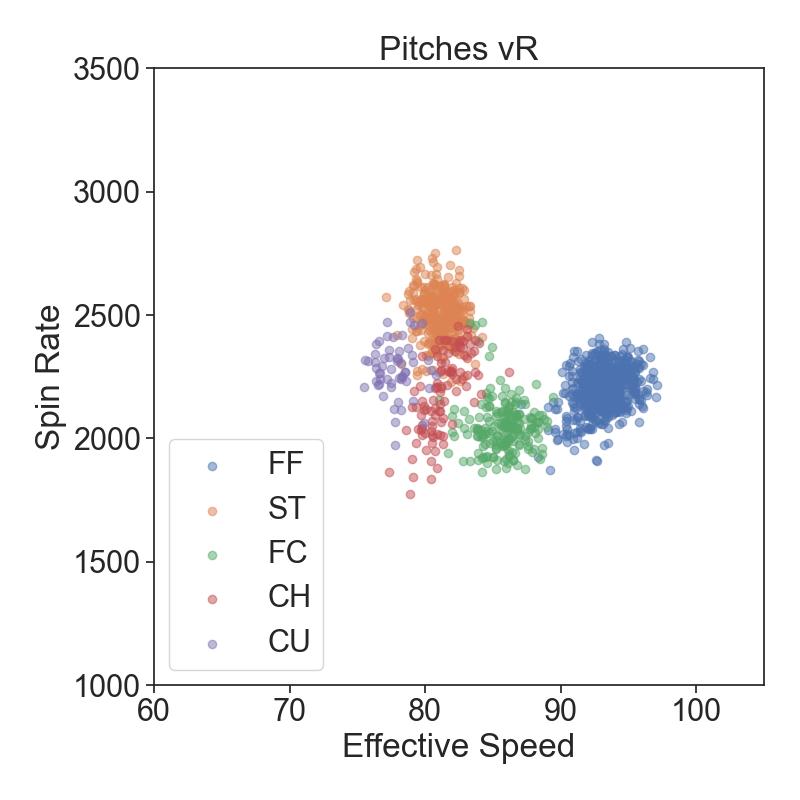 Pitches vR
3500
3000
2500
2000
1500
1000
Spin Rate
FF
ST
FC
CH
CU
60 70 80 90 100
Effective Speed